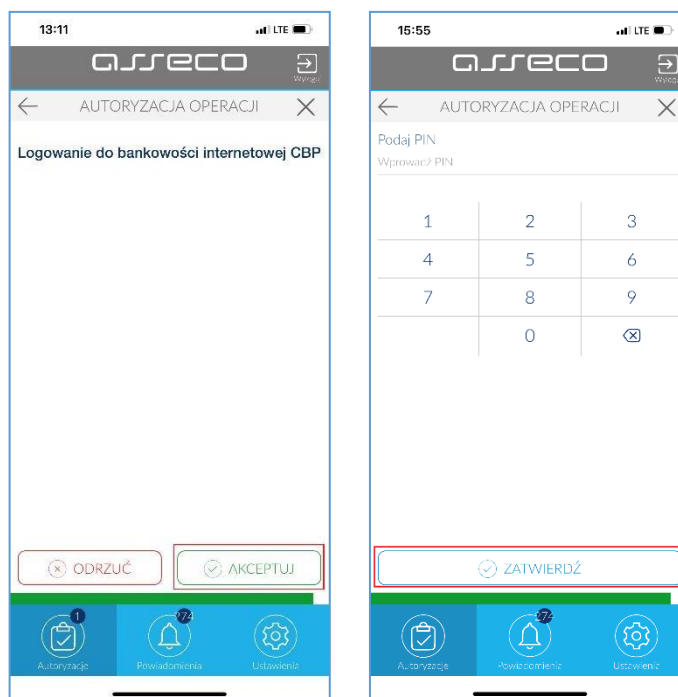 13:11
LTE
asseco
Wyloguj
AUTORYZACJA OPERACJI
Logowanie do bankowości internetowej CBP
ODRZUĆ
AKCEPTUJ
1
274
Autoryzacje
Powiadomienia
Ustawienia
15:55
LTE
asseco
AUTORYZACJA OPERACJI
Podaj PIN
Wprowadź PIN
1 2 3
4 5 6
7 8 9
0
ZATWIERDŹ
274
Autoryzacje
Powiadomienia
Ustawienia